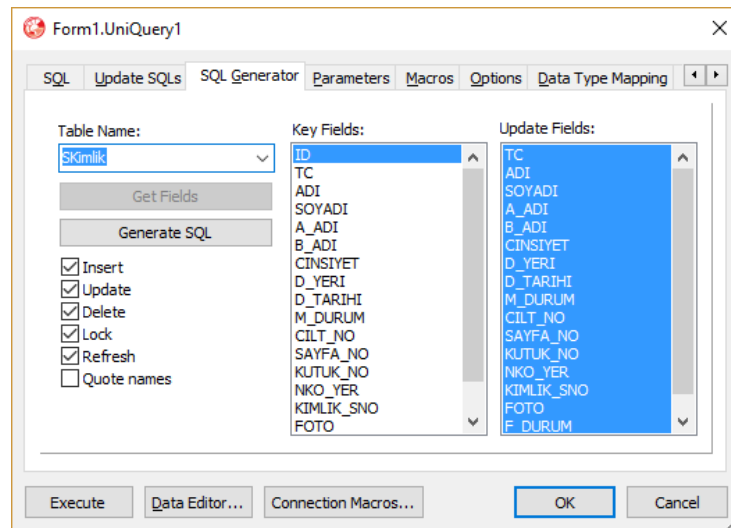 Form1.UniQuery1
SQL
Update SQLs
SQL Generator
Parameters
Macros
Options
Data Type Mapping
Table Name:
SKimlik
Get Fields
Generate SQL
Insert
Update
Delete
Lock
Refresh
Quote names
Key Fields:
ID
TC
ADI
SOYADI
A_ADI
B_ADI
CINSIYET
D_YERI
D_TARIHI
M_DURUM
CILT_NO
SAYFA_NO
KUTUK_NO
NKO_YER
KIMLIK_SNO
FOTO
Update Fields:
TC
ADI
SOYADI
A_ADI
B_ADI
CINSIYET
D_YERI
D_TARIHI
M_DURUM
CILT_NO
SAYFA_NO
KUTUK_NO
NKO_YER
KIMLIK_SNO
FOTO
F_DURUM
Execute
Data Editor...
Connection Macros...
OK
Cancel